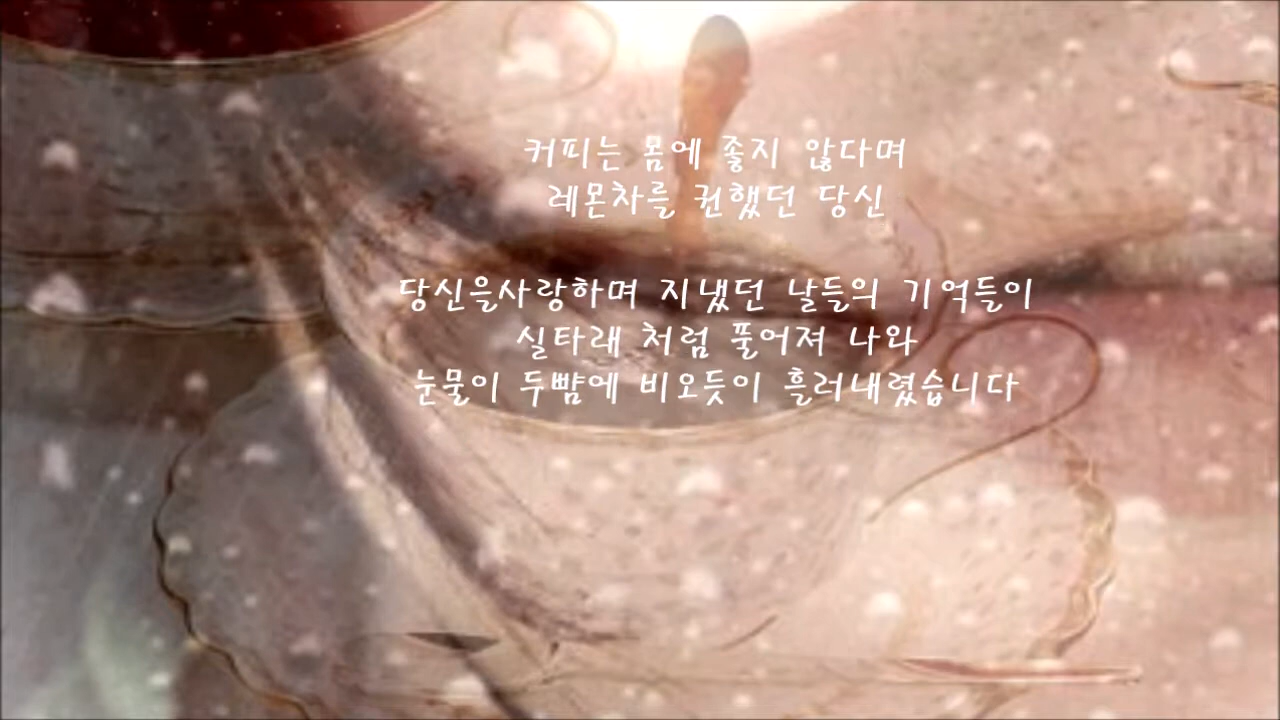 커피는 몸에 좋지 않다며
레몬차를 권했던 당신
당신을사랑하며 지냈던 날들의 기억들이
실타래 처럼 풀어져 나와
눈물이 두뺨에 비오듯이 흘러내렸습니다